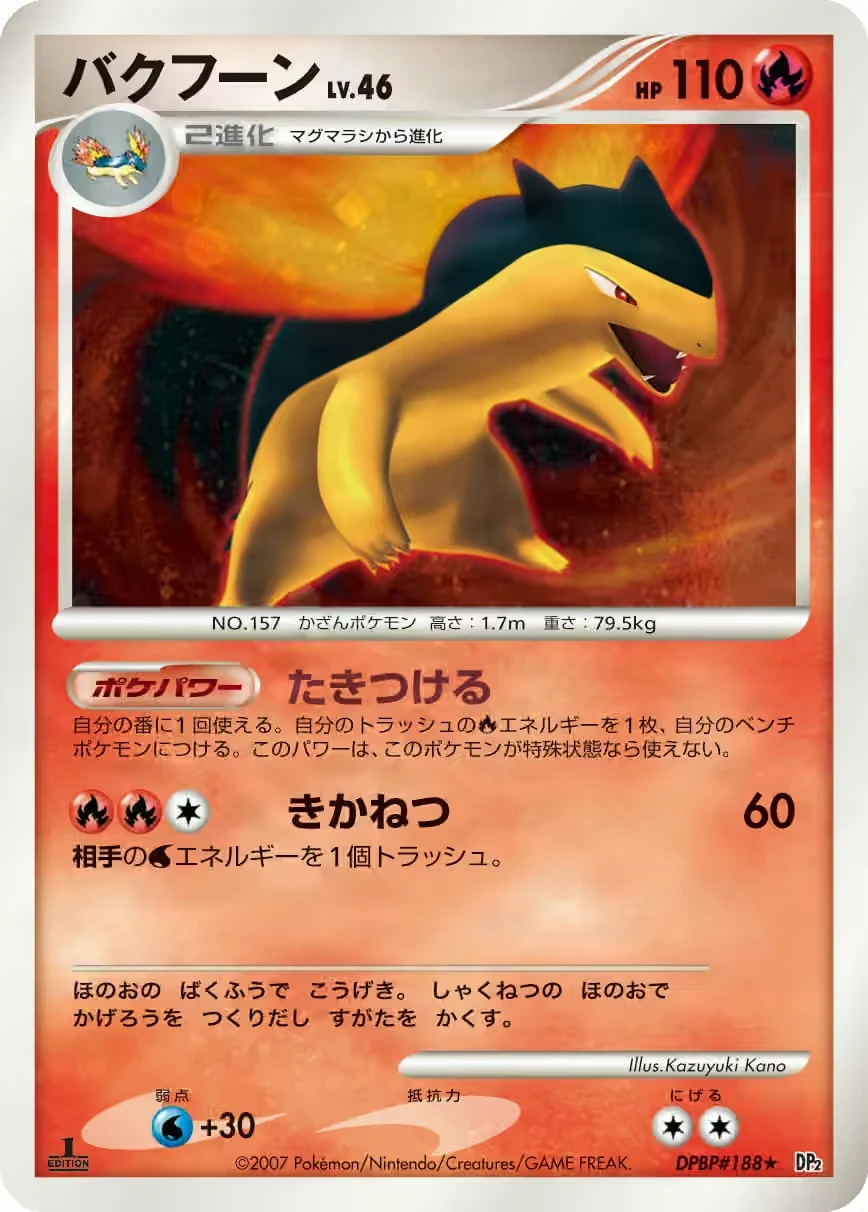 バクフーン LV.46 HP 110
2進化 マグマラシから進化
NO.157 かざんポケモン 高さ:1.7m 重さ:79.5kg
ポケパワー たきつける
自分の番に1回使える。自分のトラッシュのエネルギーを1枚、自分のベンチ
ポケモンにつける。このパワーは、このポケモンが特殊状態なら使えない。
きかねつ 60
相手のエネルギーを1個トラッシュ。
ほのおの ばくふうで こうげき。 しゃくねつの ほのおで
かげろうを つくりだし すがたを かくす。
Illus.Kazuyuki Kano
弱点 抵抗力 にげる
+30
1 EDITION ©2007 Pokémon/Nintendo/Creatures/GAME FREAK. DPBP#188★ DP2